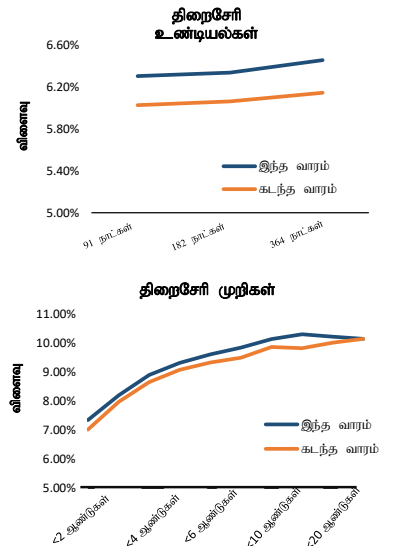 திறைசேரி
உண்டியல்கள்
6.60%
6.20%
5.80%
5.40%
5.00%
விளைவு
இந்த வாரம்
கடந்த வாரம்
91 நாட்கள்
182 நாட்கள்
364 நாட்கள்
திறைசேரி முறிகள்
11.00%
10.00%
9.00%
8.00%
7.00%
6.00%
5.00%
விளைவு
இந்த வாரம்
கடந்த வாரம்
<2 ஆண்டுகள்
<4 ஆண்டுகள்
<6 ஆண்டுகள்
<10 ஆண்டுகள்
<20 ஆண்டுகள்